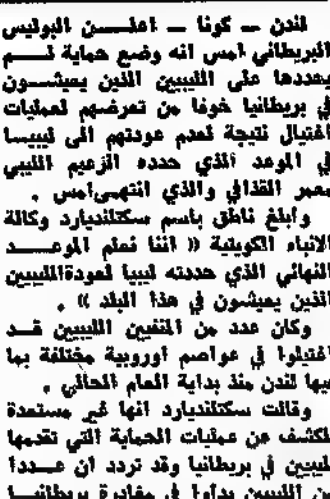 لندن — كونا — اعلن البوليس
البريطاني امس انه وضع حماية لم
يحددها على الليبيين الذين يعيشون
في بريطانيا خوفا من تعرضهم لعمليات
اغتيال نتيجة لعدم عودتهم الى ليبيا
في الموعد الذي حدده الزعيم الليبي
معمر القذافي والذي انتهى امس .
وابلغ ناطق باسم سكتلنديارد وكالة
الانباء الكويتية (( اننا نعلم الموعد
النهائي الذي حددته ليبيا لعودة الليبيين
الذين يعيشون في هذا البلد )) .
وكان عدد من المنفيين الليبيين قد
اغتيلوا في عواصم اوروبية مختلفة بما
فيها لندن منذ بداية العام الحالي .
وقالت سكتلنديارد انها غير مستعدة
للكشف عن عمليات الحماية التي تقدمها
لليبيين في بريطانيا وقد تردد ان عددا
من الليبيين بداوا في مغادرة بريطانيا